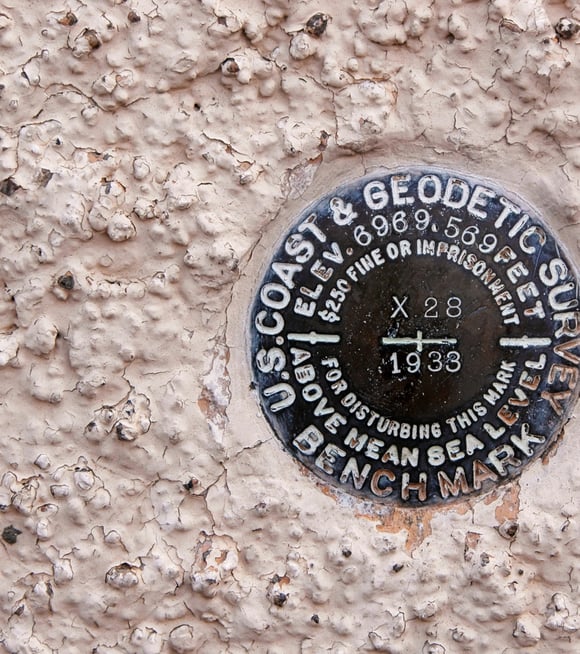 U.S. COAST & GEODETIC SURVEY
ELEV. 6969.569 FEET
$250 FINE OR IMPRISONMENT
X 28
1933
FOR DISTURBING THIS MARK
ABOVE MEAN SEA LEVEL
BENCH MARK